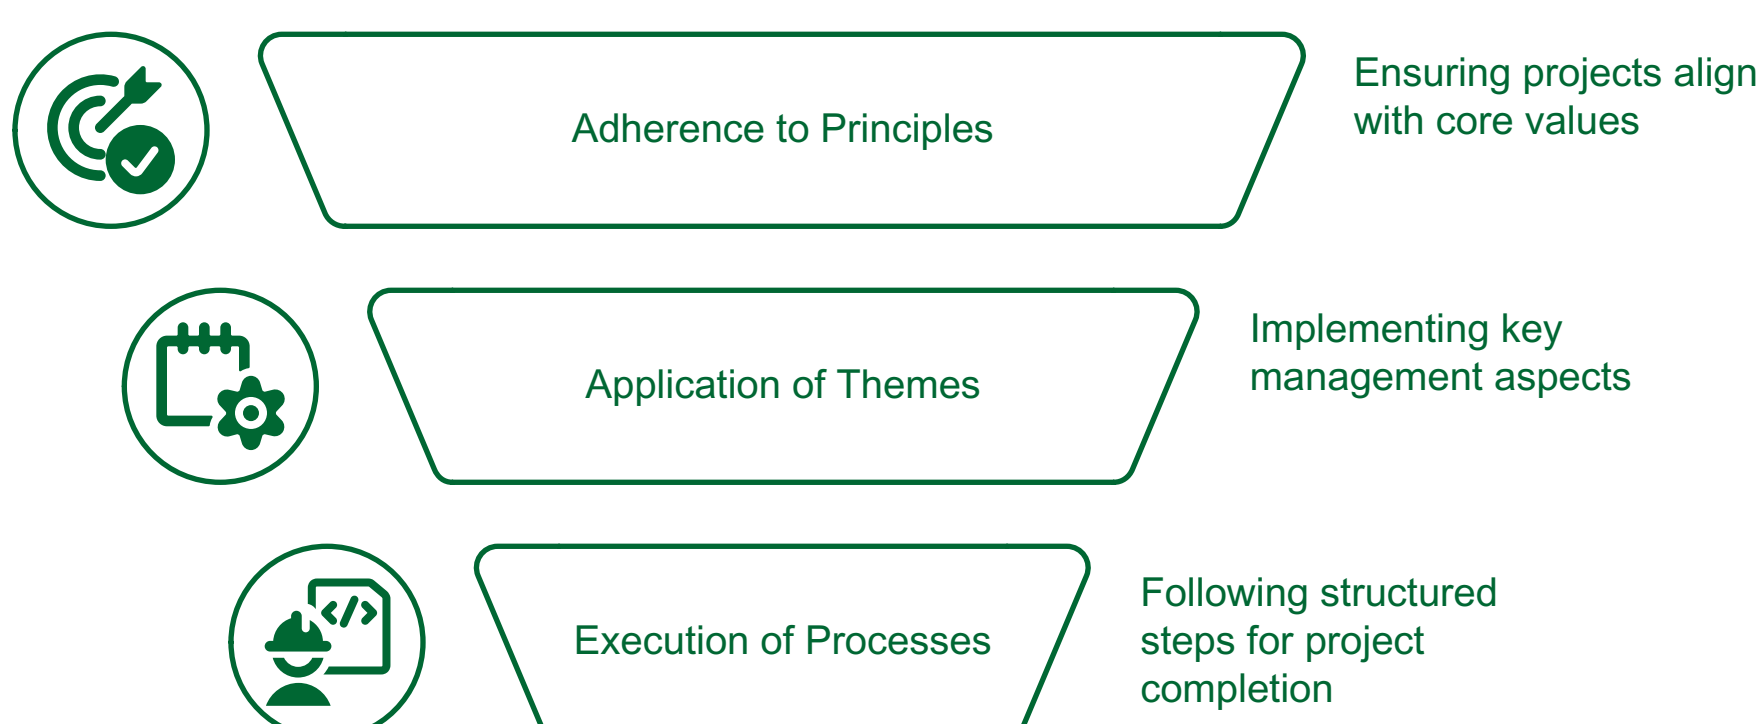 Adherence to Principles
Ensuring projects align
with core values
Application of Themes
Implementing key
management aspects
</>
Execution of Processes
Following structured
steps for project
completion